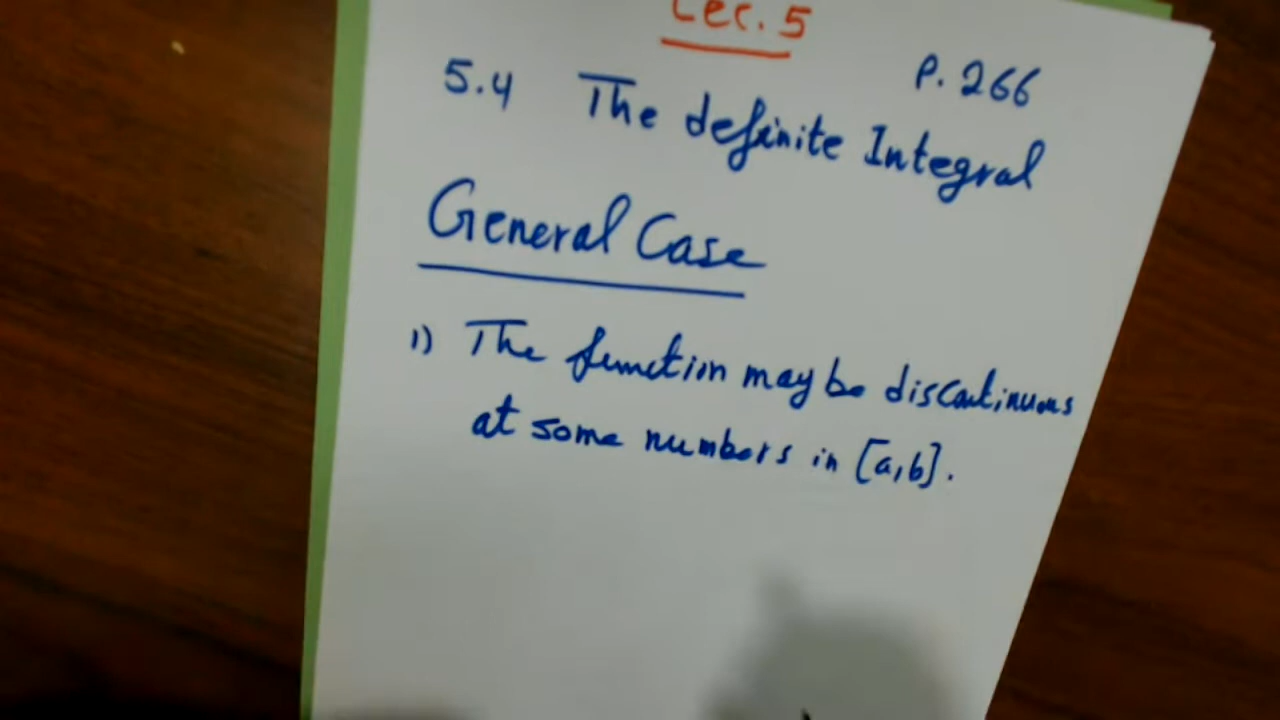 Lec. 5
P. 266
5.4 The definite Integral
General Case
1) The function may be discontinuous
at some numbers in [a,b].